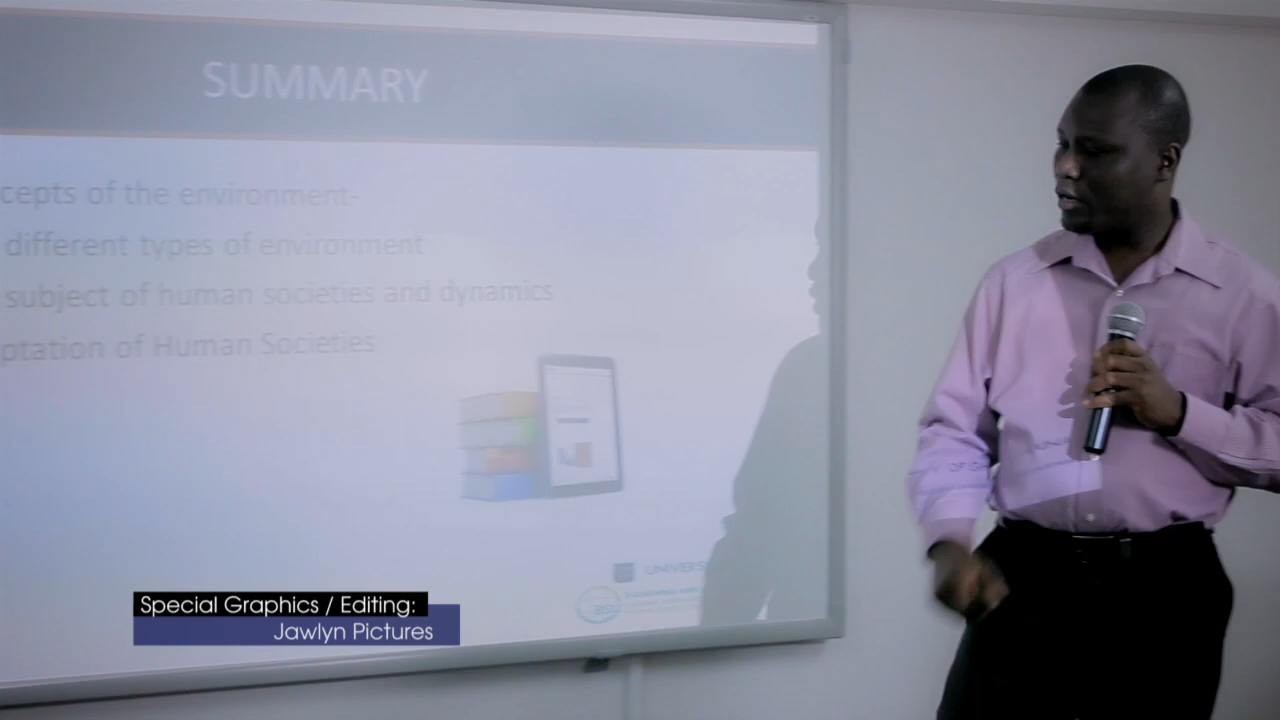 SUMMARY
cepts of the environment-
different types of environment
subject of human societies and dynamics
ptation of Human Societies
UNIVERS
Special Graphics / Editing:
Jawlyn Pictures